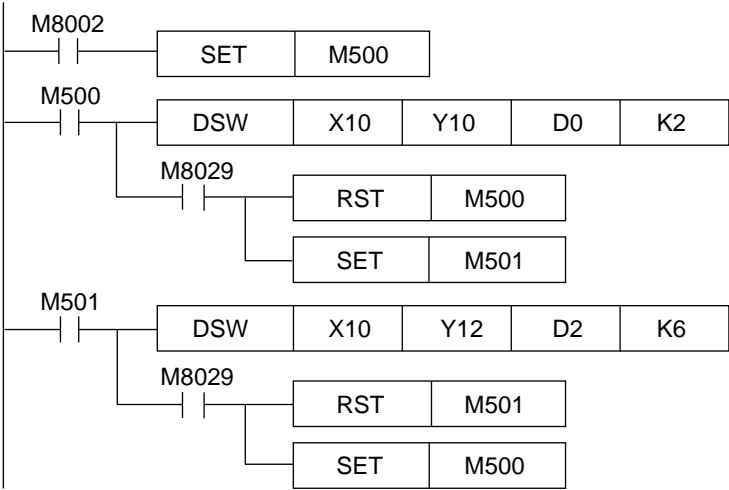 M8002
SET M500
M500
DSW X10 Y10 D0 K2
M8029
RST M500
SET M501
M501
DSW X10 Y12 D2 K6
M8029
RST M501
SET M500